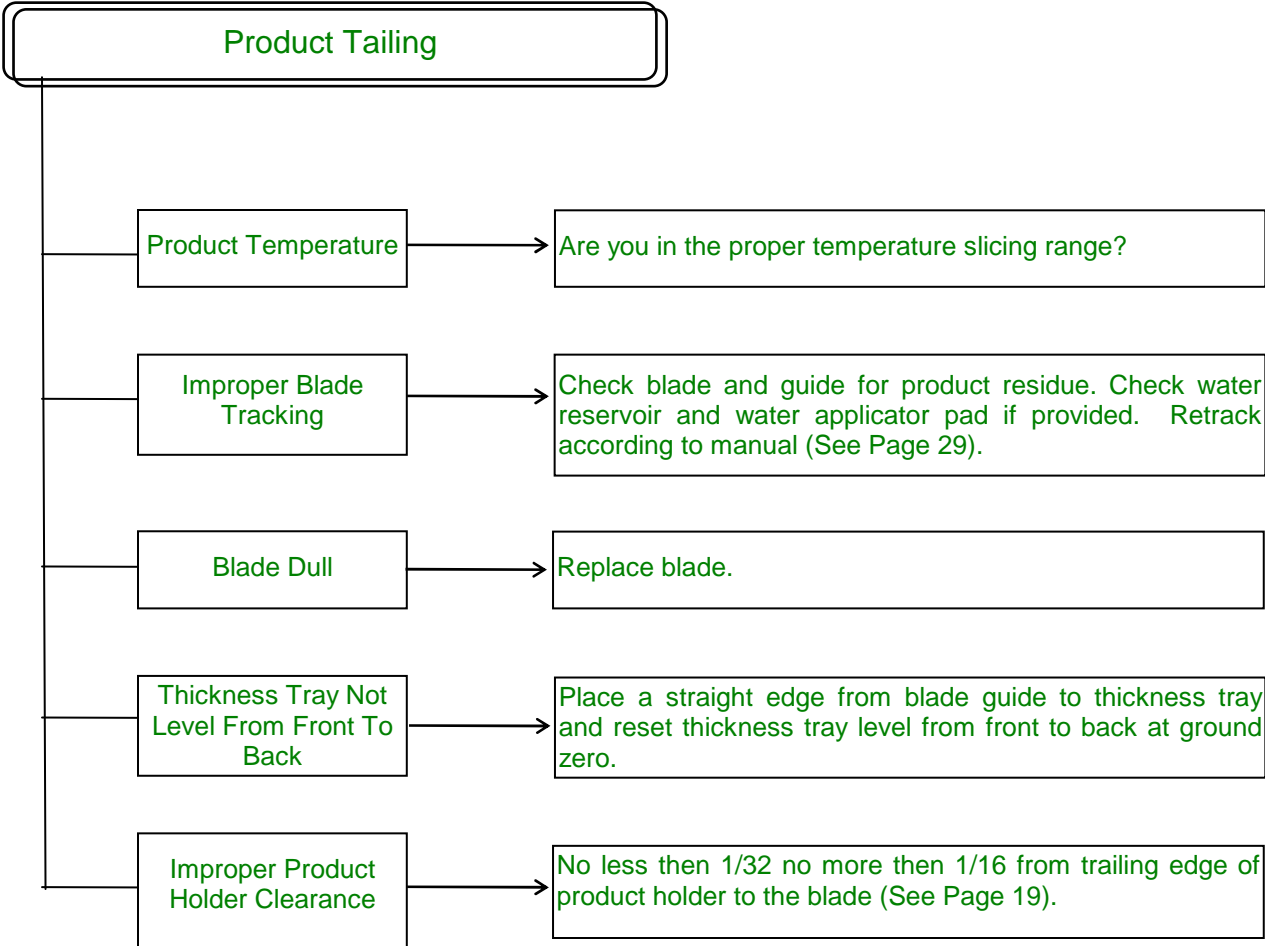 Product Tailing
Product Temperature
Are you in the proper temperature slicing range?
Improper Blade
Tracking
Check blade and guide for product residue. Check water
reservoir and water applicator pad if provided. Retrack
according to manual (See Page 29).
Blade Dull
Replace blade.
Thickness Tray Not
Level From Front To
Back
Place a straight edge from blade guide to thickness tray
and reset thickness tray level from front to back at ground
zero.
Improper Product
Holder Clearance
No less then 1/32 no more then 1/16 from trailing edge of
product holder to the blade (See Page 19).